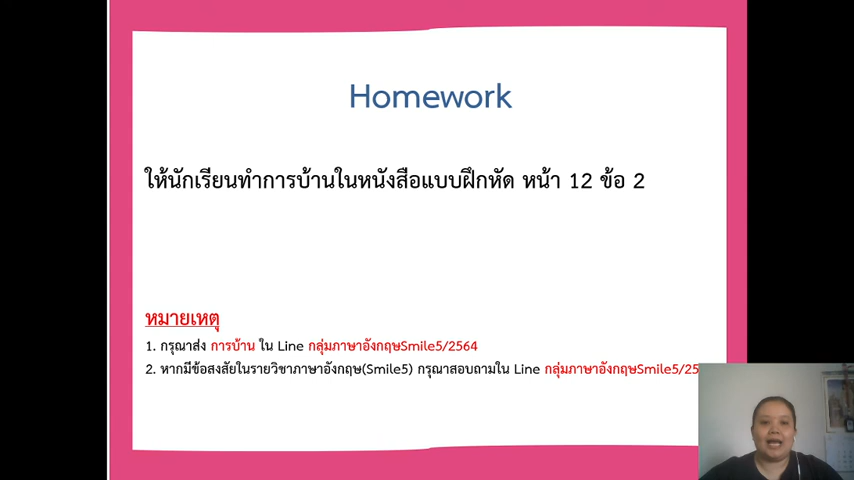 Homework
ให้นักเรียนทำการบ้านในหนังสือแบบฝึกหัด หน้า 12 ข้อ 2
หมายเหตุ
1. กรุณาส่ง การบ้าน ใน Line กลุ่มภาษาอังกฤษSmile5/2564
2. หากมีข้อสงสัยในรายวิชาภาษาอังกฤษ(Smile5) กรุณาสอบถามใน Line กลุ่มภาษาอังกฤษSmile5/25